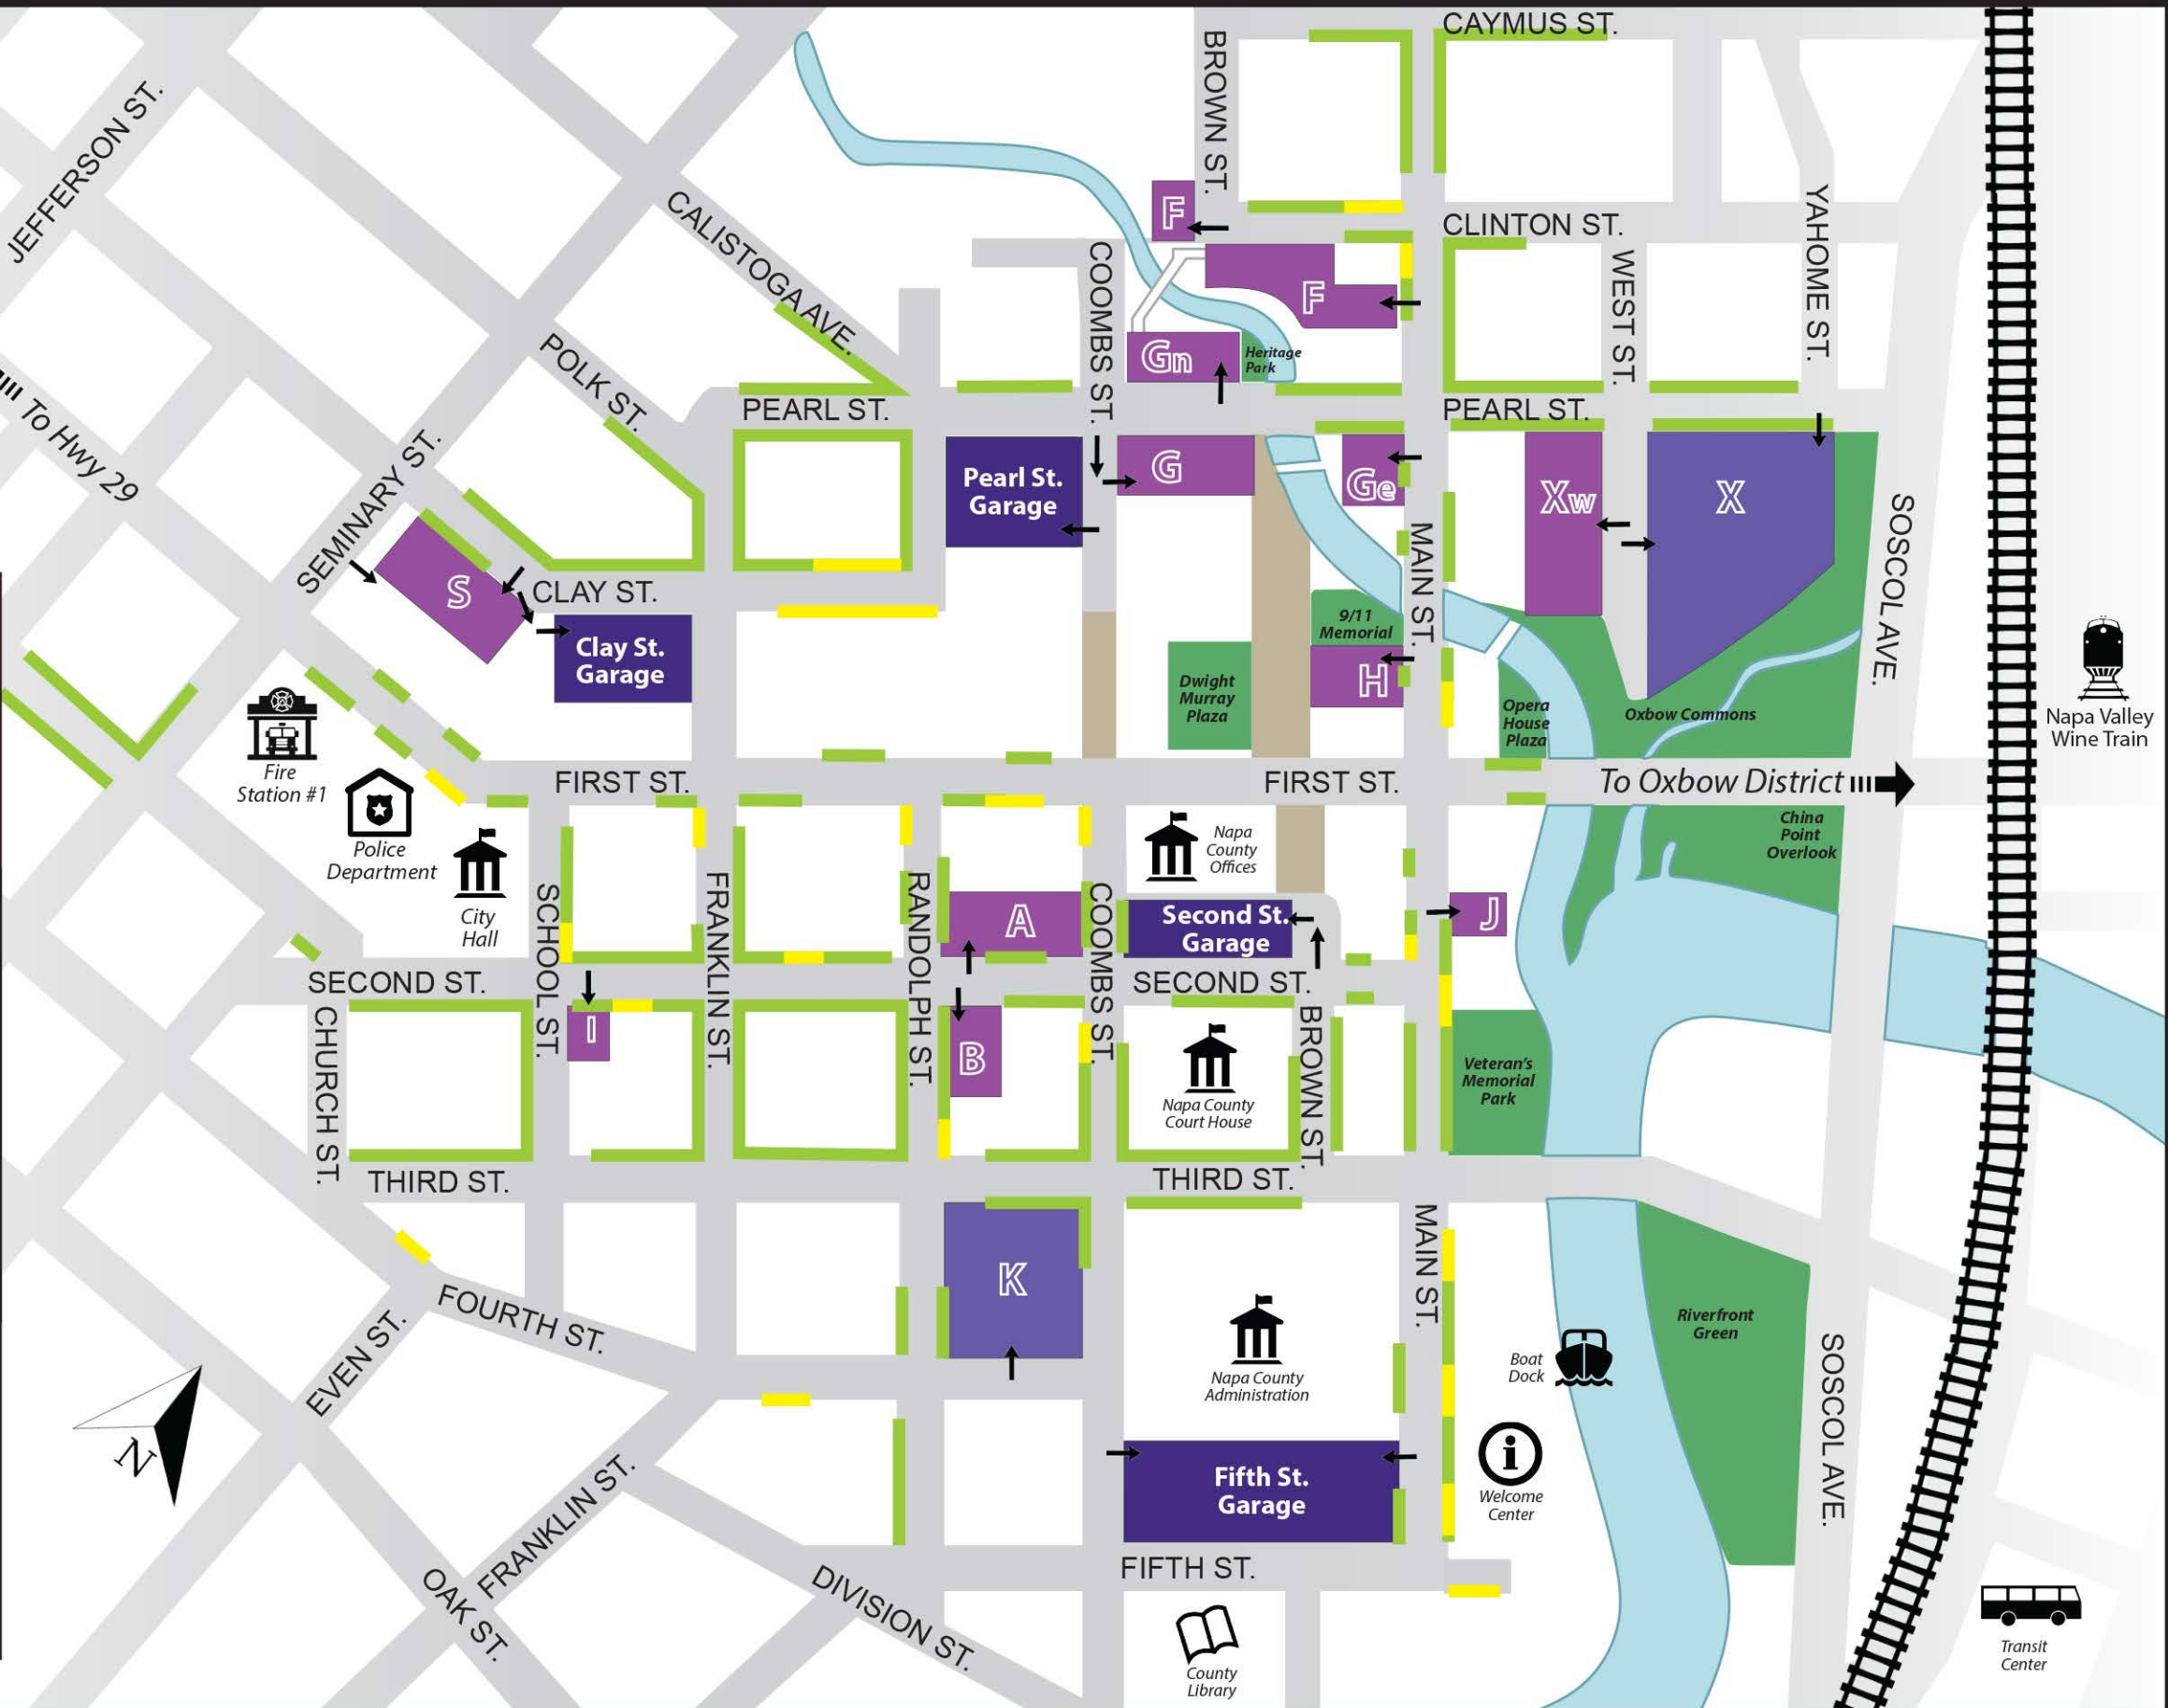 CAYMUS ST.
BROWN ST.
JEFFERSON ST.
CALISTOGA AVE.
F
CLINTON ST.
YAHOME ST.
COOMBS ST.
WEST ST.
F
POLK ST.
Gn
Heritage
Park
To Hwy 29
PEARL ST.
PEARL ST.
SEMINARY ST.
Pearl St.
Garage
G
Ge
Xw
X
SOSCOL AVE.
MAIN ST.
S
CLAY ST.
Clay St.
Garage
9/11
Memorial
H
Dwight
Murray
Plaza
Opera
House
Plaza
Oxbow Commons
Napa Valley
Wine Train
Fire
Station #1
FIRST ST.
FIRST ST.
To Oxbow District
Police
Department
City
Hall
Napa
County
Offices
China
Point
Overlook
SCHOOL ST.
FRANKLIN ST.
RANDOLPH ST.
A
COOMBS ST.
Second St.
Garage
J
SECOND ST.
SECOND ST.
CHURCH ST.
I
B
Napa County
Court House
BROWN ST.
Veteran's
Memorial
Park
THIRD ST.
THIRD ST.
MAIN ST.
K
FOURTH ST.
EVEN ST.
N
Napa County
Administration
Boat
Dock
Riverfront
Green
SOSCOL AVE.
Fifth St.
Garage
i
Welcome
Center
FRANKLIN ST.
OAK ST.
DIVISION ST.
FIFTH ST.
County
Library
Transit
Center